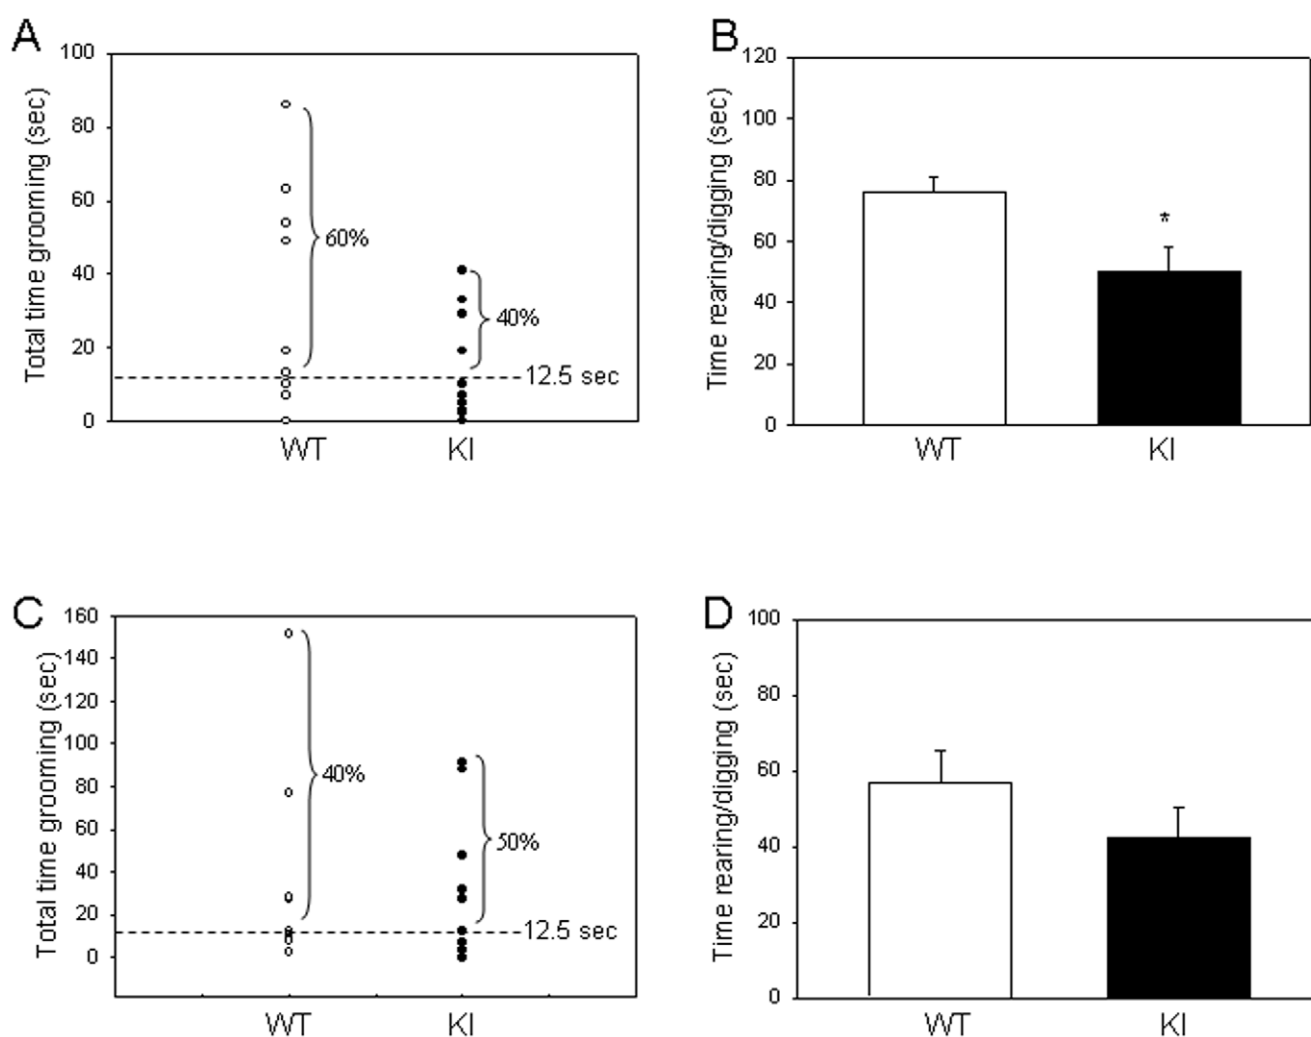 A
Total time grooming (sec)
100
80
60
40
20
0
60%
40%
12.5 sec
WT
KI
B
Time rearing/digging (sec)
120
100
80
60
40
20
0
*
WT
KI
C
Total time grooming (sec)
160
140
120
100
80
60
40
20
0
40%
50%
12.5 sec
WT
KI
D
Time rearing/digging (sec)
100
80
60
40
20
0
WT
KI